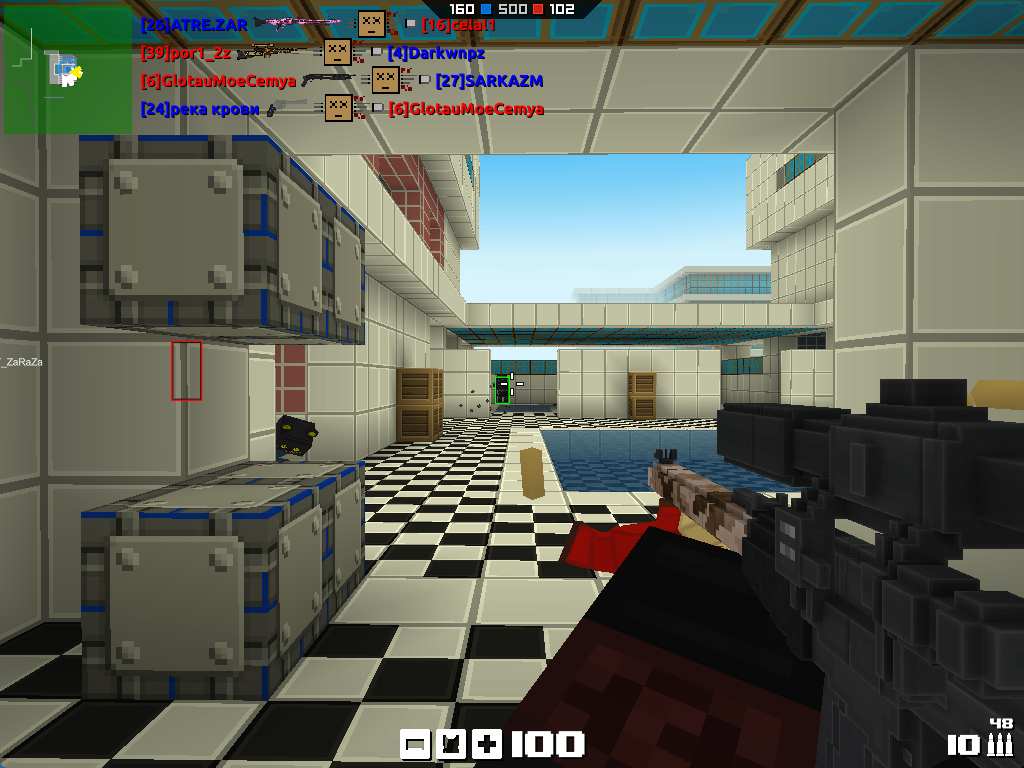 160 500 102
[26]ATRE.ZAR [16]celal1
[39]por1_2z [4]Darkwnpz
[6]GlotauMoeCemya [27]SARKAZM
[24]река крови [6]GlotauMoeCemya
_ZaRaZa
48
100 10